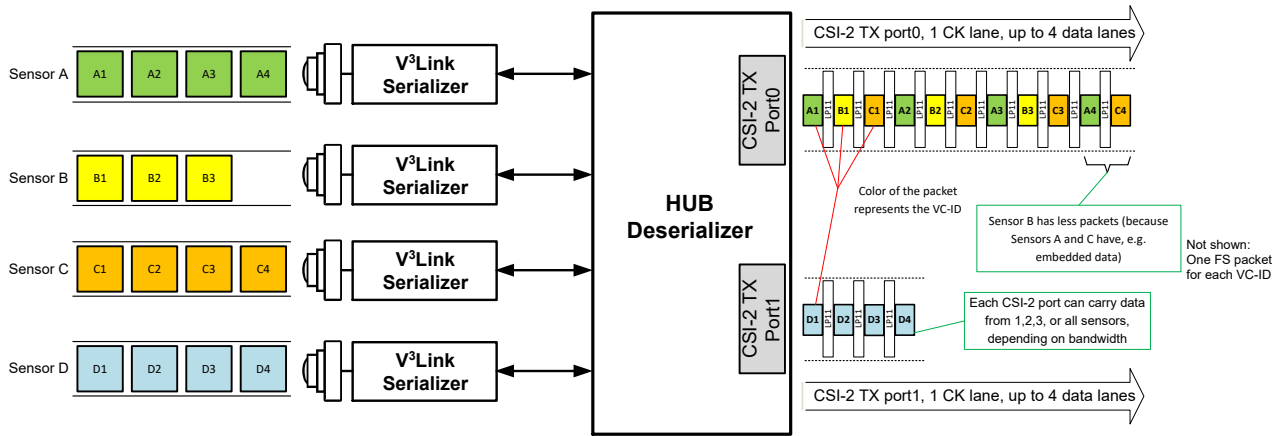 CSI-2 TX port0, 1 CK lane, up to 4 data lanes
Sensor A
A1 A2 A3 A4
V³Link
Serializer
Sensor B
B1 B2 B3
V³Link
Serializer
Sensor C
C1 C2 C3 C4
V³Link
Serializer
Sensor D
D1 D2 D3 D4
V³Link
Serializer
HUB
Deserializer
CSI-2 TX
Port0
CSI-2 TX
Port1
A1 LP11 B1 LP11 C1 LP11 A2 LP11 B2 LP11 C2 LP11 A3 LP11 B3 LP11 C3 LP11 A4 LP11 C4
Color of the packet
represents the VC-ID
Sensor B has less packets (because
Sensors A and C have, e.g.
embedded data)
Not shown:
One FS packet
for each VC-ID
D1 LP11 D2 LP11 D3 LP11 D4
Each CSI-2 port can carry data
from 1,2,3, or all sensors,
depending on bandwidth
CSI-2 TX port1, 1 CK lane, up to 4 data lanes